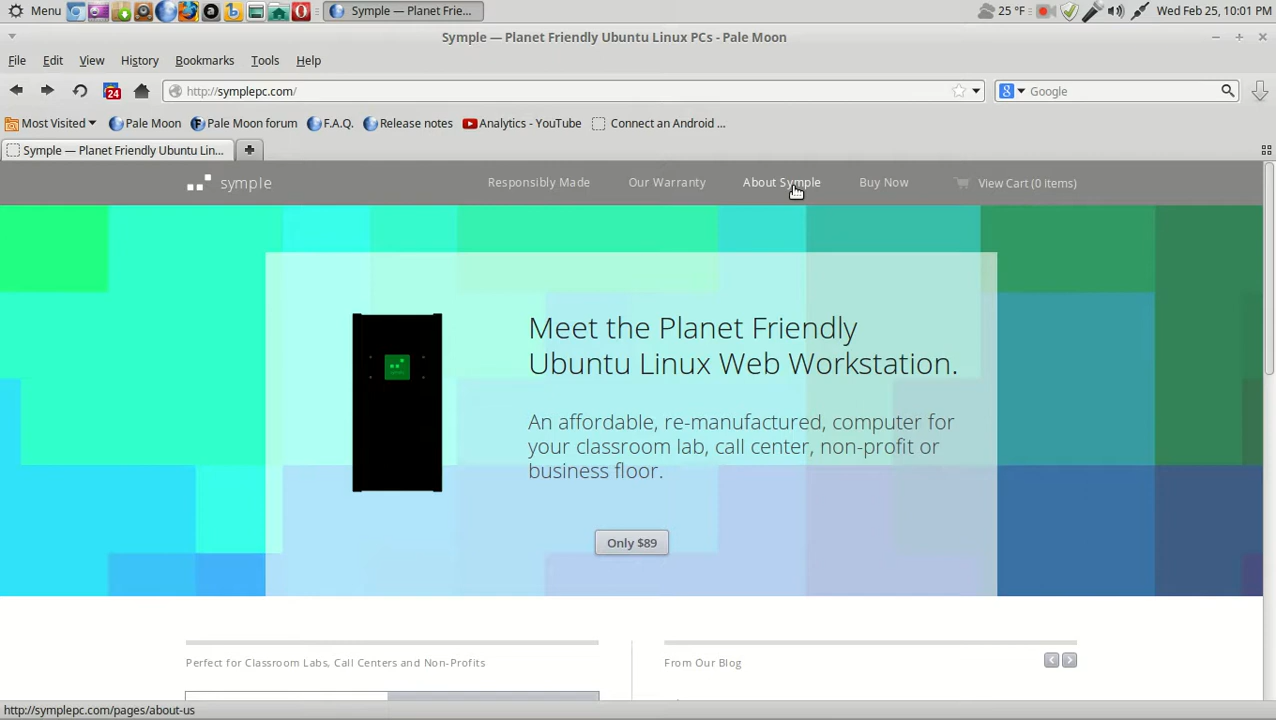 Menu
Symple — Planet Frie...
25 °F
Wed Feb 25, 10:01 PM
Symple — Planet Friendly Ubuntu Linux PCs - Pale Moon
File Edit View History Bookmarks Tools Help
24
http://symplepc.com/
8
Google
Most Visited
Pale Moon
Pale Moon forum
F.A.Q.
Release notes
Analytics - YouTube
Connect an Android ...
Symple — Planet Friendly Ubuntu Lin...
symple
Responsibly Made
Our Warranty
About Symple
Buy Now
View Cart (0 items)
Meet the Planet Friendly
Ubuntu Linux Web Workstation.
An affordable, re-manufactured, computer for
your classroom lab, call center, non-profit or
business floor.
Only $89
Perfect for Classroom Labs, Call Centers and Non-Profits
From Our Blog
http://symplepc.com/pages/about-us